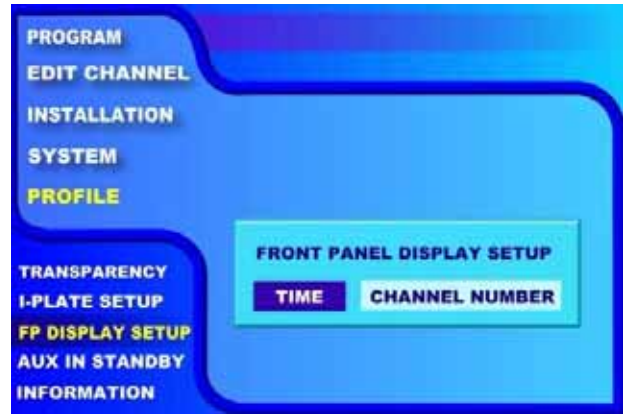 PROGRAM
EDIT CHANNEL
INSTALLATION
SYSTEM
PROFILE
TRANSPARENCY
I-PLATE SETUP
FP DISPLAY SETUP
AUX IN STANDBY
INFORMATION
FRONT PANEL DISPLAY SETUP
TIME CHANNEL NUMBER